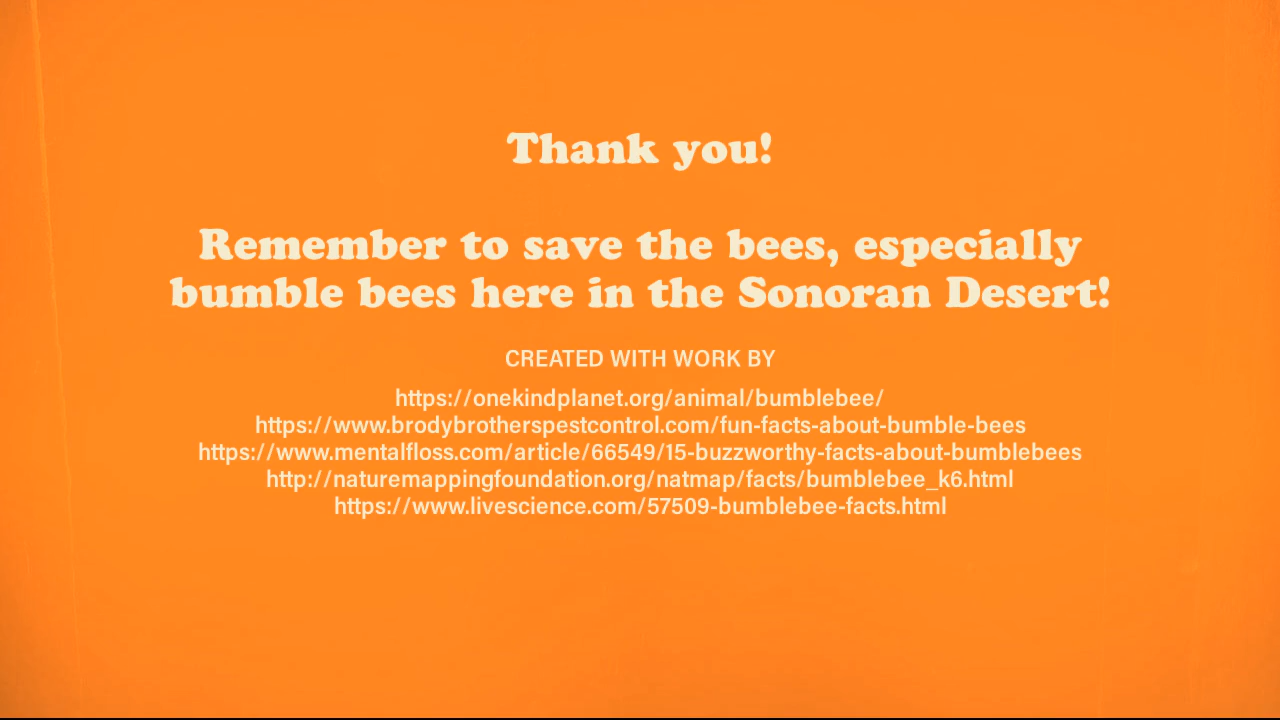 Thank you!
Remember to save the bees, especially
bumble bees here in the Sonoran Desert!
CREATED WITH WORK BY
https://onekindplanet.org/animal/bumblebee/
https://www.brodybrotherspestcontrol.com/fun-facts-about-bumble-bees
https://www.mentalfloss.com/article/66549/15-buzzworthy-facts-about-bumblebees
http://naturemappingfoundation.org/natmap/facts/bumblebee_k6.html
https://www.livescience.com/57509-bumblebee-facts.html